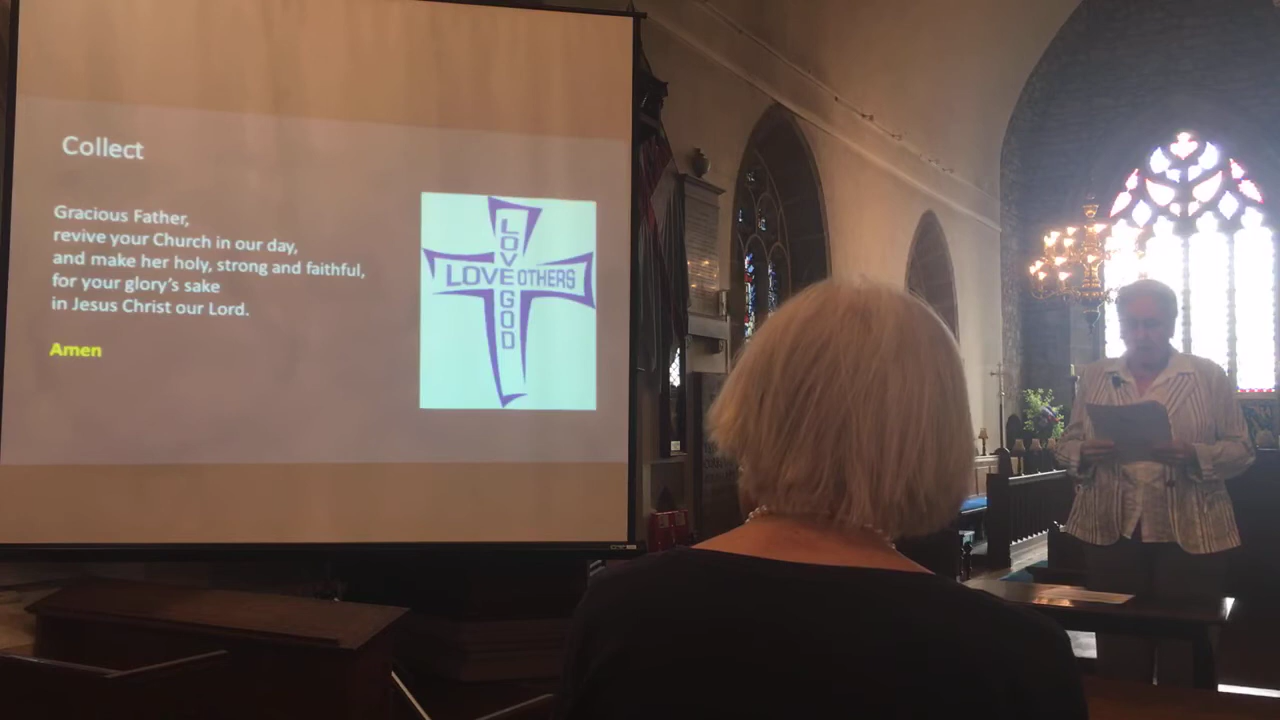 Collect
Gracious Father,
revive your Church in our day,
and make her holy, strong and faithful,
for your glory's sake
in Jesus Christ our Lord.
Amen
LOVE GOD
LOVE OTHERS